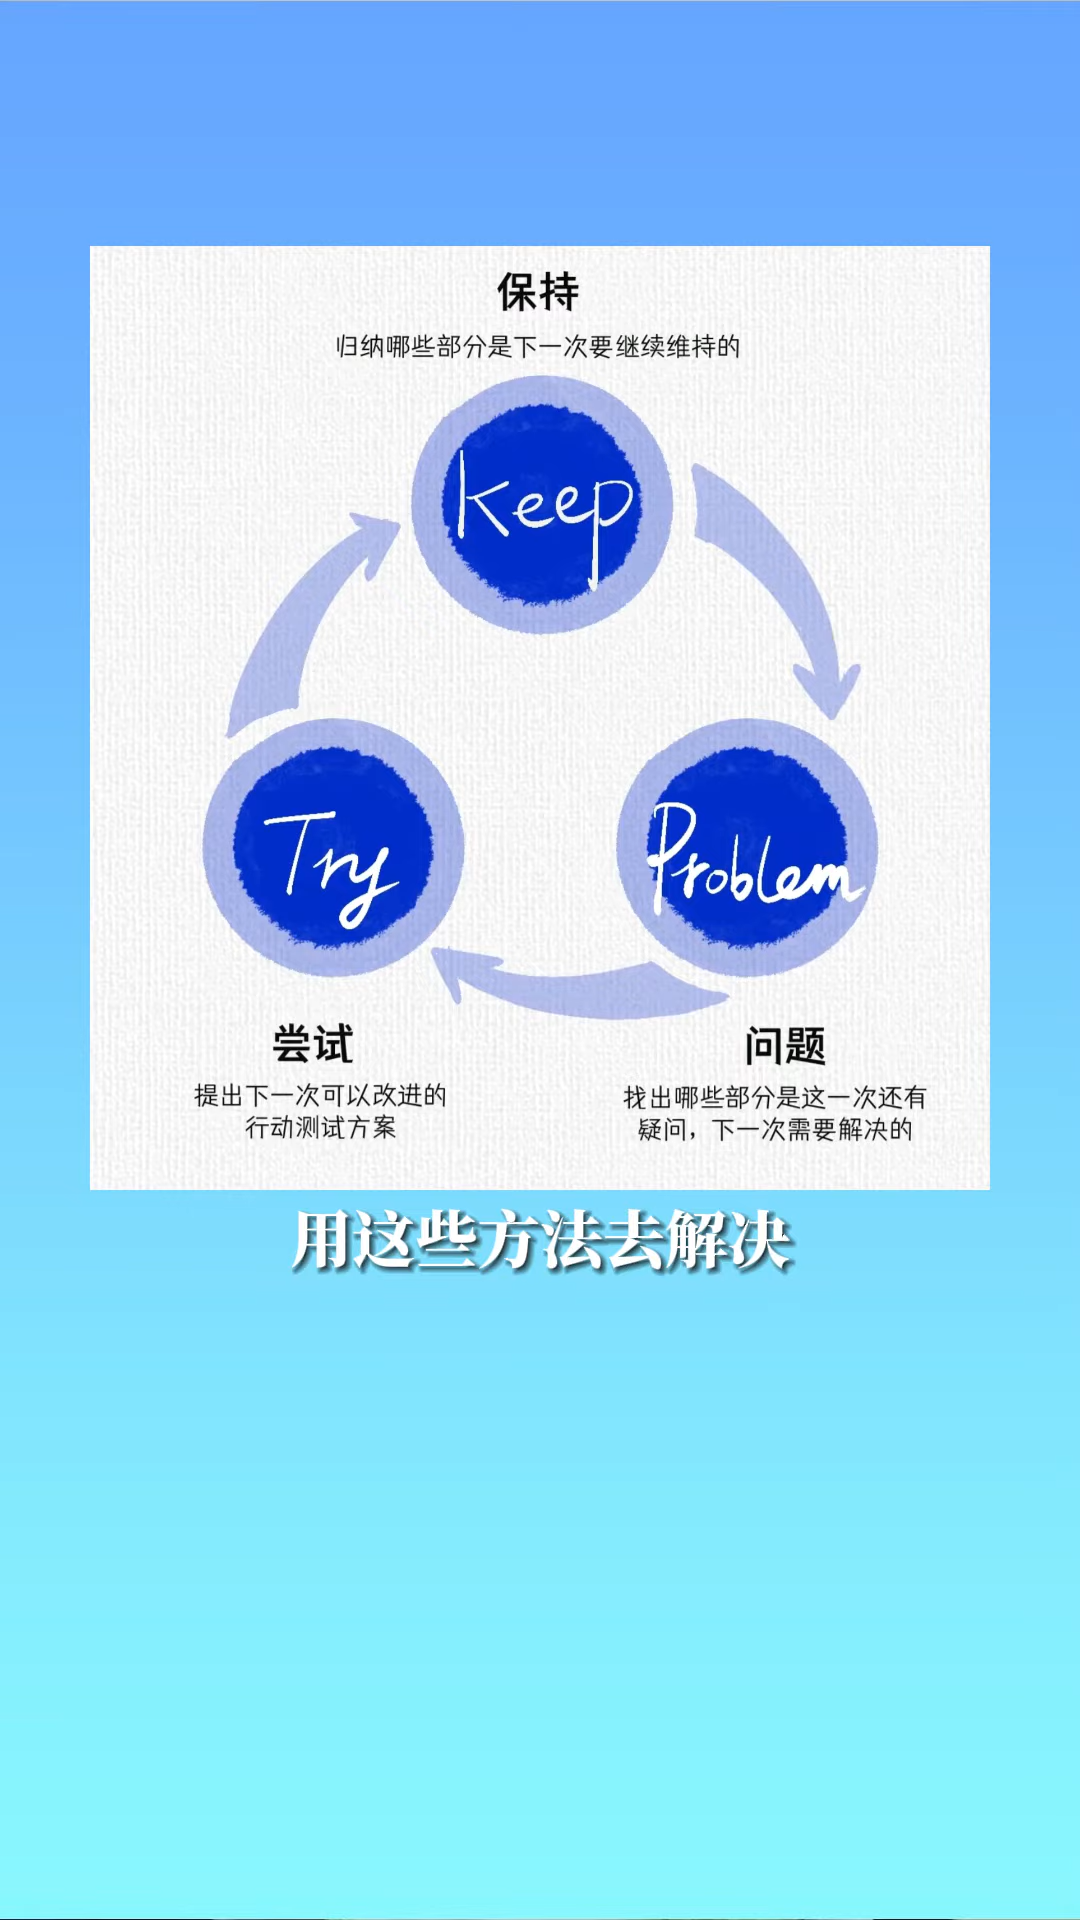 保持
归纳哪些部分是下一次要继续维持的
Keep
Try
Problem
尝试
提出下一次可以改进的
行动测试方案
问题
找出哪些部分是这一次还有
疑问，下一次需要解决的
用这些方法去解决